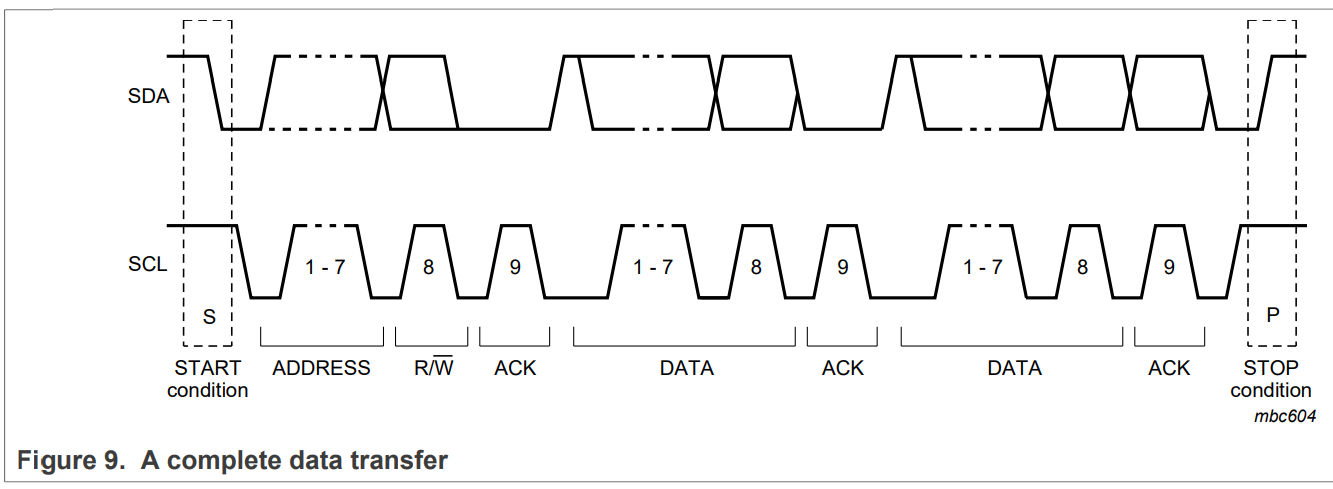 SDA
SCL
1 - 7 8 9 1 - 7 8 9 1 - 7 8 9
S P
START condition
ADDRESS
R/W̅
ACK
DATA
ACK
DATA
ACK
STOP condition
mbc604
Figure 9. A complete data transfer